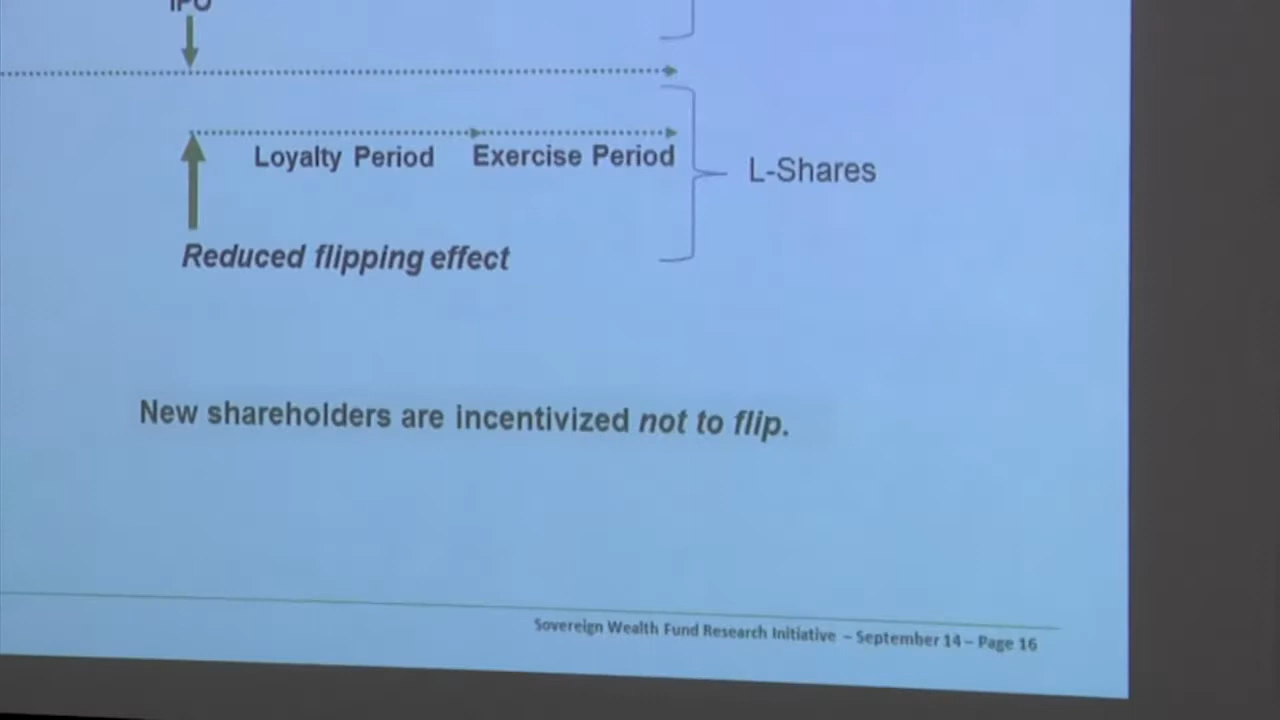 IPO
Loyalty Period Exercise Period
L-Shares
Reduced flipping effect
New shareholders are incentivized not to flip.
Sovereign Wealth Fund Research Initiative – September 14 – Page 16